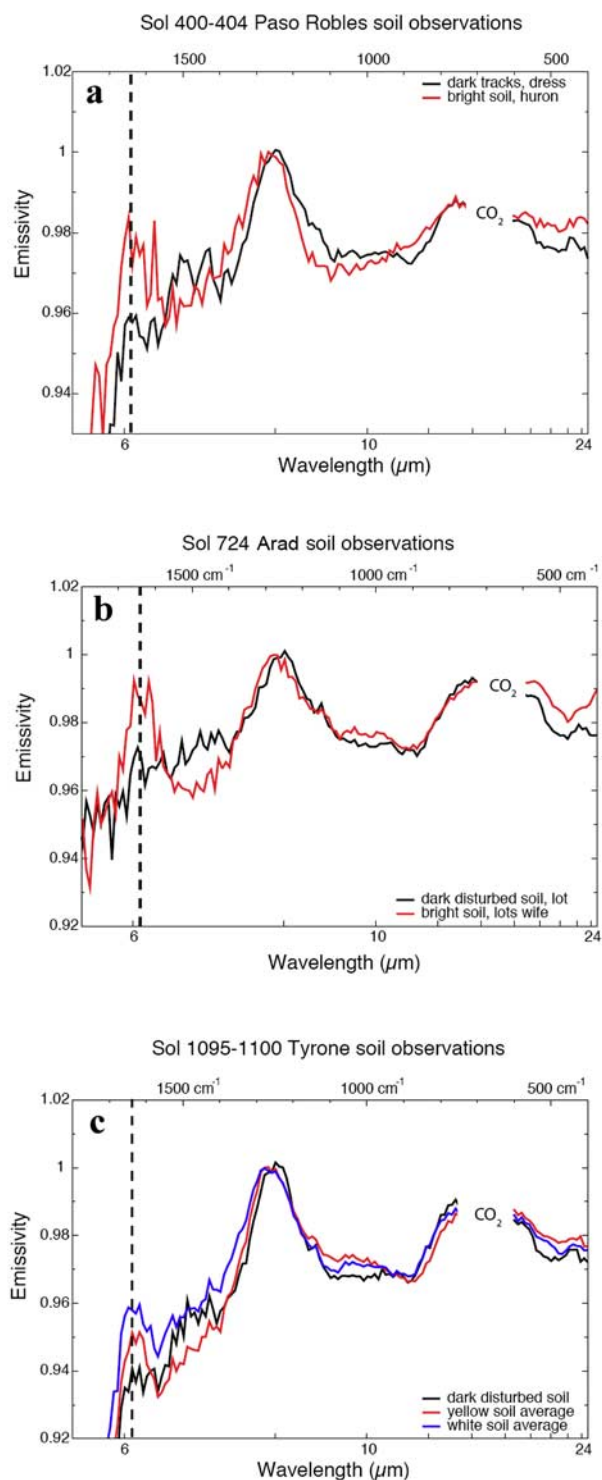 Sol 400-404 Paso Robles soil observations
1500 1000 500
a
dark tracks, dress
bright soil, huron
1.02
1
0.98
0.96
0.94
CO2
Emissivity
6 10 24
Wavelength (μm)
Sol 724 Arad soil observations
1500 cm-1 1000 cm-1 500 cm-1
b
1.02
1
0.98
0.96
0.94
0.92
CO2
Emissivity
dark disturbed soil, lot
bright soil, lots wife
6 10 24
Wavelength (μm)
Sol 1095-1100 Tyrone soil observations
1500 cm-1 1000 cm-1 500 cm-1
c
1.02
1
0.98
0.96
0.94
0.92
CO2
Emissivity
dark disturbed soil
yellow soil average
white soil average
6 10 24
Wavelength (μm)